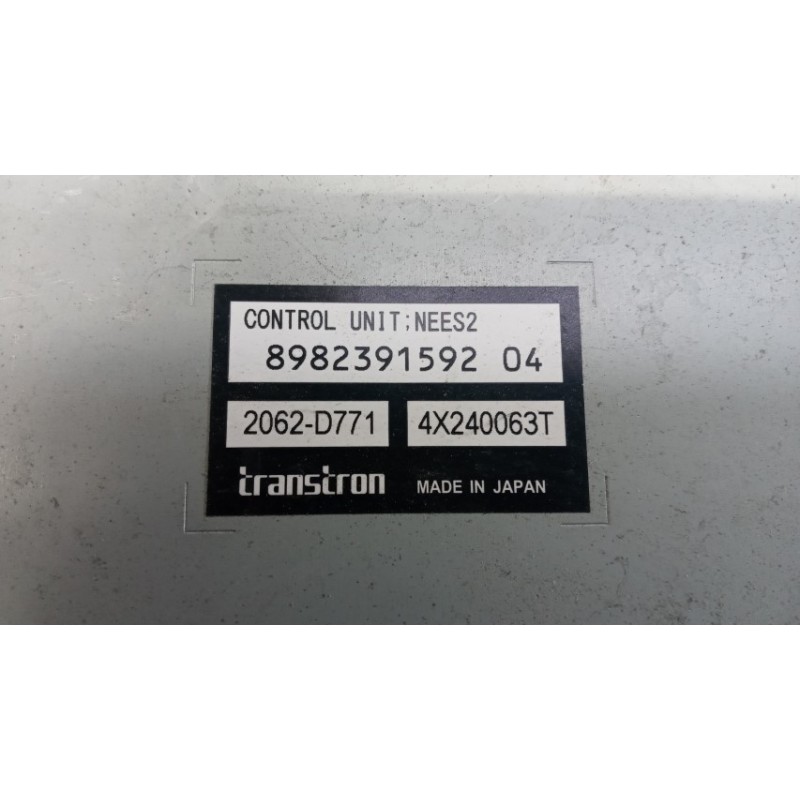 CONTROL UNIT;NEES2
8982391592 04
2062-D771 4X240063T
transtron MADE IN JAPAN